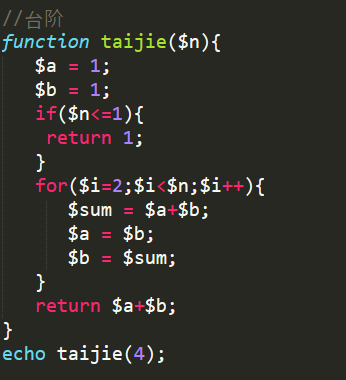 //台阶
function taijie($n){
$a = 1;
$b = 1;
if($n<=1){
return 1;
}
for($i=2;$i<$n;$i++){
$sum = $a+$b;
$a = $b;
$b = $sum;
}
return $a+$b;
}
echo taijie(4);